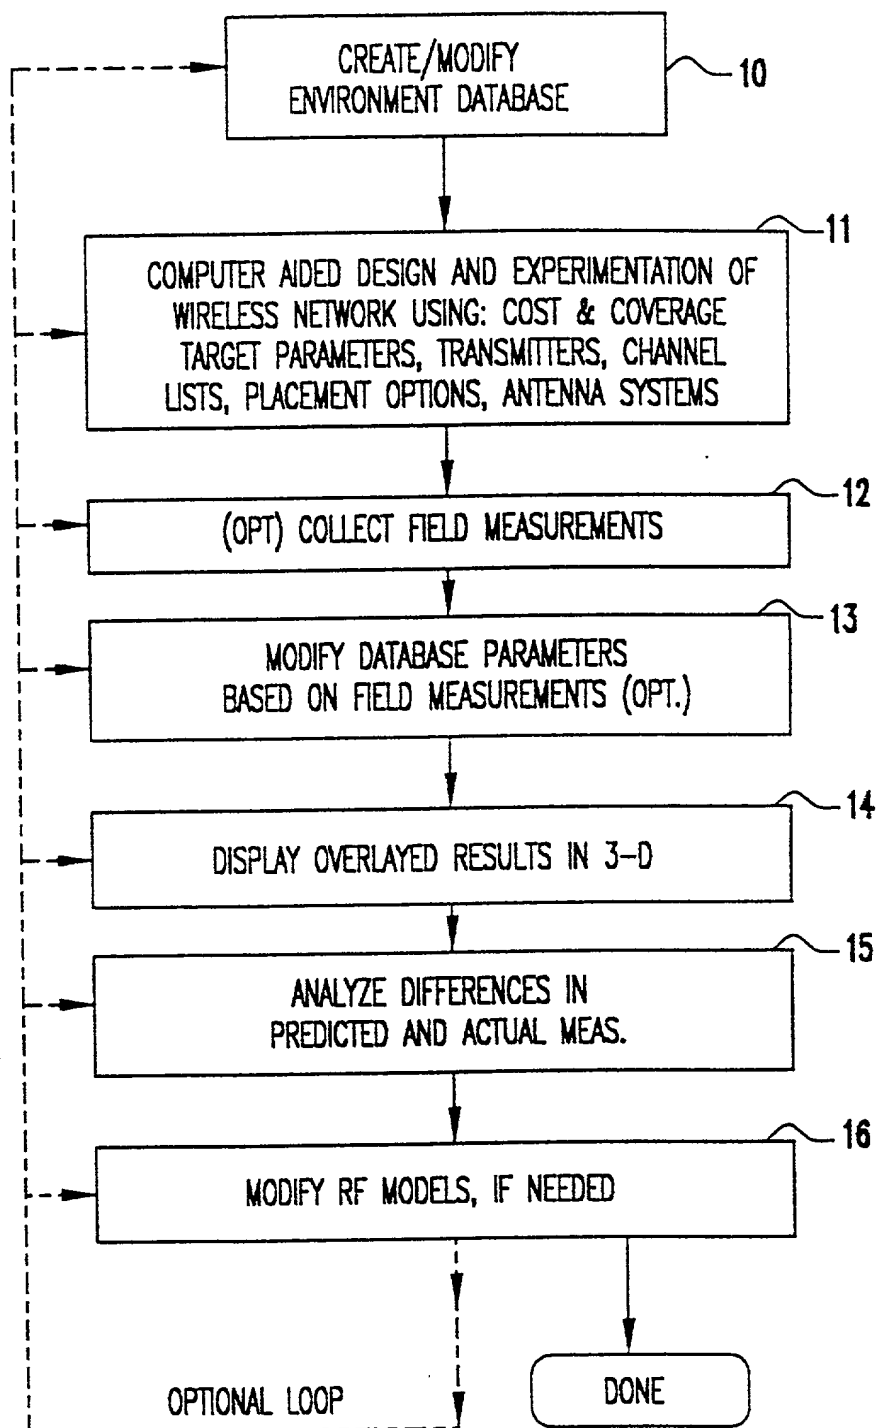 CREATE/MODIFY
ENVIRONMENT DATABASE
10
11
COMPUTER AIDED DESIGN AND EXPERIMENTATION OF
WIRELESS NETWORK USING: COST & COVERAGE
TARGET PARAMETERS, TRANSMITTERS, CHANNEL
LISTS, PLACEMENT OPTIONS, ANTENNA SYSTEMS
12
(OPT) COLLECT FIELD MEASUREMENTS
13
MODIFY DATABASE PARAMETERS
BASED ON FIELD MEASUREMENTS (OPT.)
14
DISPLAY OVERLAYED RESULTS IN 3-D
15
ANALYZE DIFFERENCES IN
PREDICTED AND ACTUAL MEAS.
16
MODIFY RF MODELS, IF NEEDED
OPTIONAL LOOP
DONE